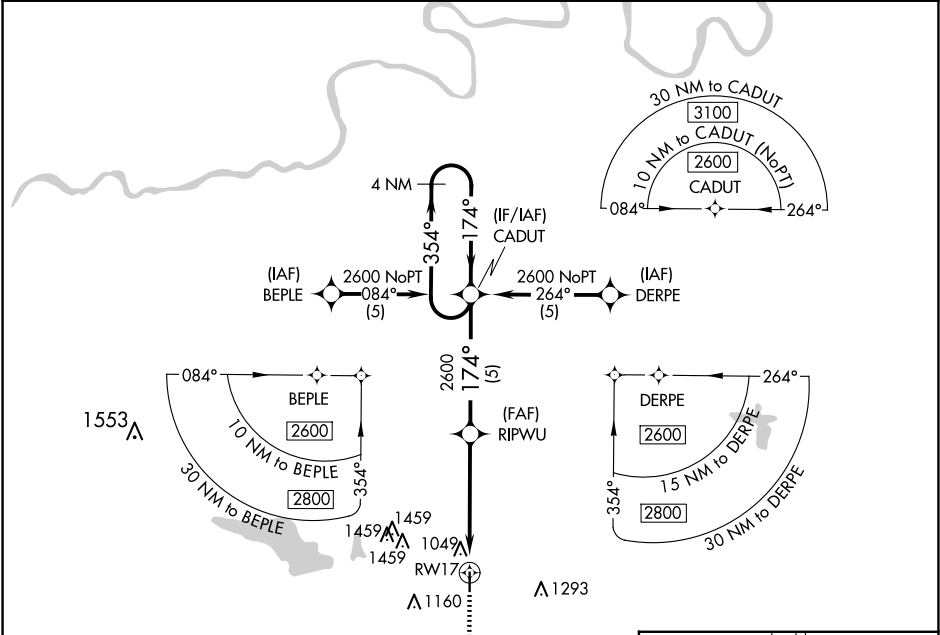 30 NM to CADUT
3100
10 NM to CADUT (NoPT)
2600
CADUT
084°
264°
4 NM
354°
174°
(IF/IAF)
CADUT
(IAF)
BEPLE
2600 NoPT
084°
(5)
2600 NoPT
264°
(5)
(IAF)
DERPE
2600
174°
(5)
(FAF)
RIPWU
084°
BEPLE
2600
10 NM to BEPLE
2800
30 NM to BEPLE
354°
264°
DERPE
2600
15 NM to DERPE
2800
30 NM to DERPE
354°
1553
1459
1459
1459
1049
RW17
1160
1293